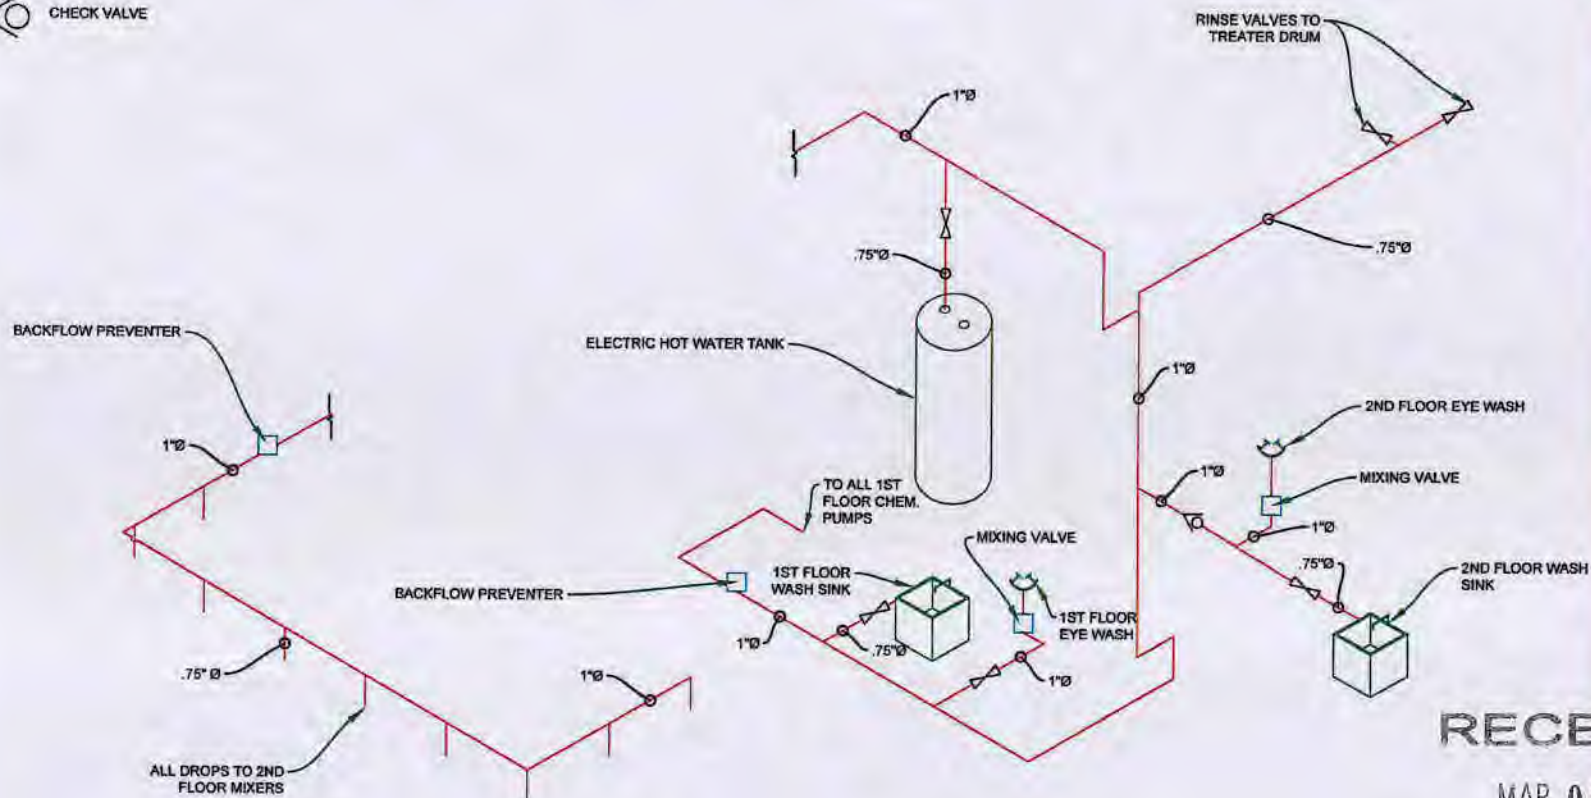 CHECK VALVE
RINSE VALVES TO
TREATER DRUM
1"Ø
.75"Ø
.75"Ø
BACKFLOW PREVENTER
ELECTRIC HOT WATER TANK
1"Ø
2ND FLOOR EYE WASH
1"Ø
1"Ø
MIXING VALVE
TO ALL 1ST
FLOOR CHEM.
PUMPS
1"Ø
MIXING VALVE
.75"Ø
2ND FLOOR WASH
SINK
1ST FLOOR
WASH SINK
BACKFLOW PREVENTER
1ST FLOOR
EYE WASH
1"Ø
.75"Ø
1"Ø
.75" Ø
1"Ø
ALL DROPS TO 2ND
FLOOR MIXERS
MAR